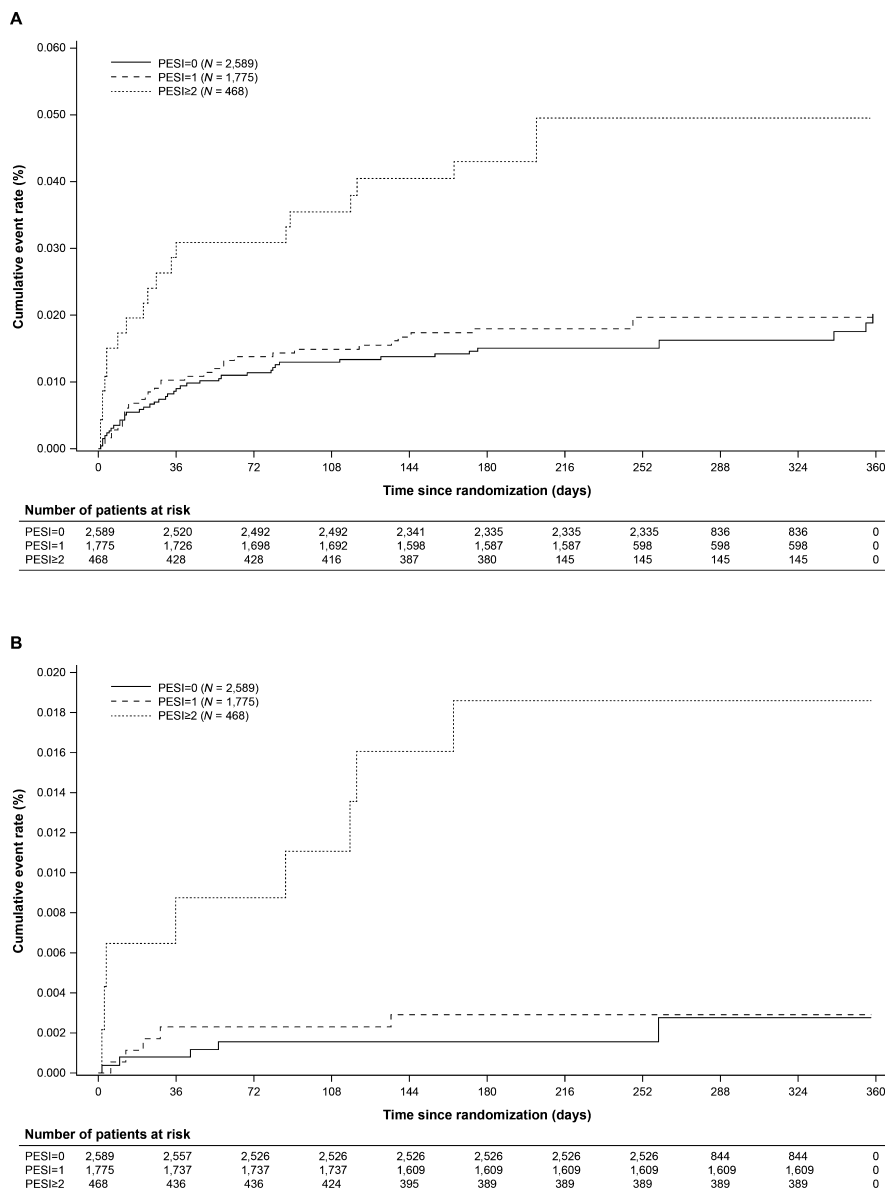 A
0.060
0.050
0.040
0.030
0.020
0.010
0.000
Cumulative event rate (%)
PESI=0 (N = 2,589)
PESI=1 (N = 1,775)
PESI≥2 (N = 468)
0 36 72 108 144 180 216 252 288 324 360
Time since randomization (days)
Number of patients at risk
PESI=0 2,589 2,520 2,492 2,492 2,341 2,335 2,335 2,335 836 836 0
PESI=1 1,775 1,726 1,698 1,692 1,598 1,587 1,587 598 598 598 0
PESI≥2 468 428 428 416 387 380 145 145 145 145 0
B
0.020
0.018
0.016
0.014
0.012
0.010
0.008
0.006
0.004
0.002
0.000
Cumulative event rate (%)
PESI=0 (N = 2,589)
PESI=1 (N = 1,775)
PESI≥2 (N = 468)
0 36 72 108 144 180 216 252 288 324 360
Time since randomization (days)
Number of patients at risk
PESI=0 2,589 2,557 2,526 2,526 2,526 2,526 2,526 2,526 844 844 0
PESI=1 1,775 1,737 1,737 1,737 1,609 1,609 1,609 1,609 1,609 1,609 0
PESI≥2 468 436 436 424 395 389 389 389 389 389 0